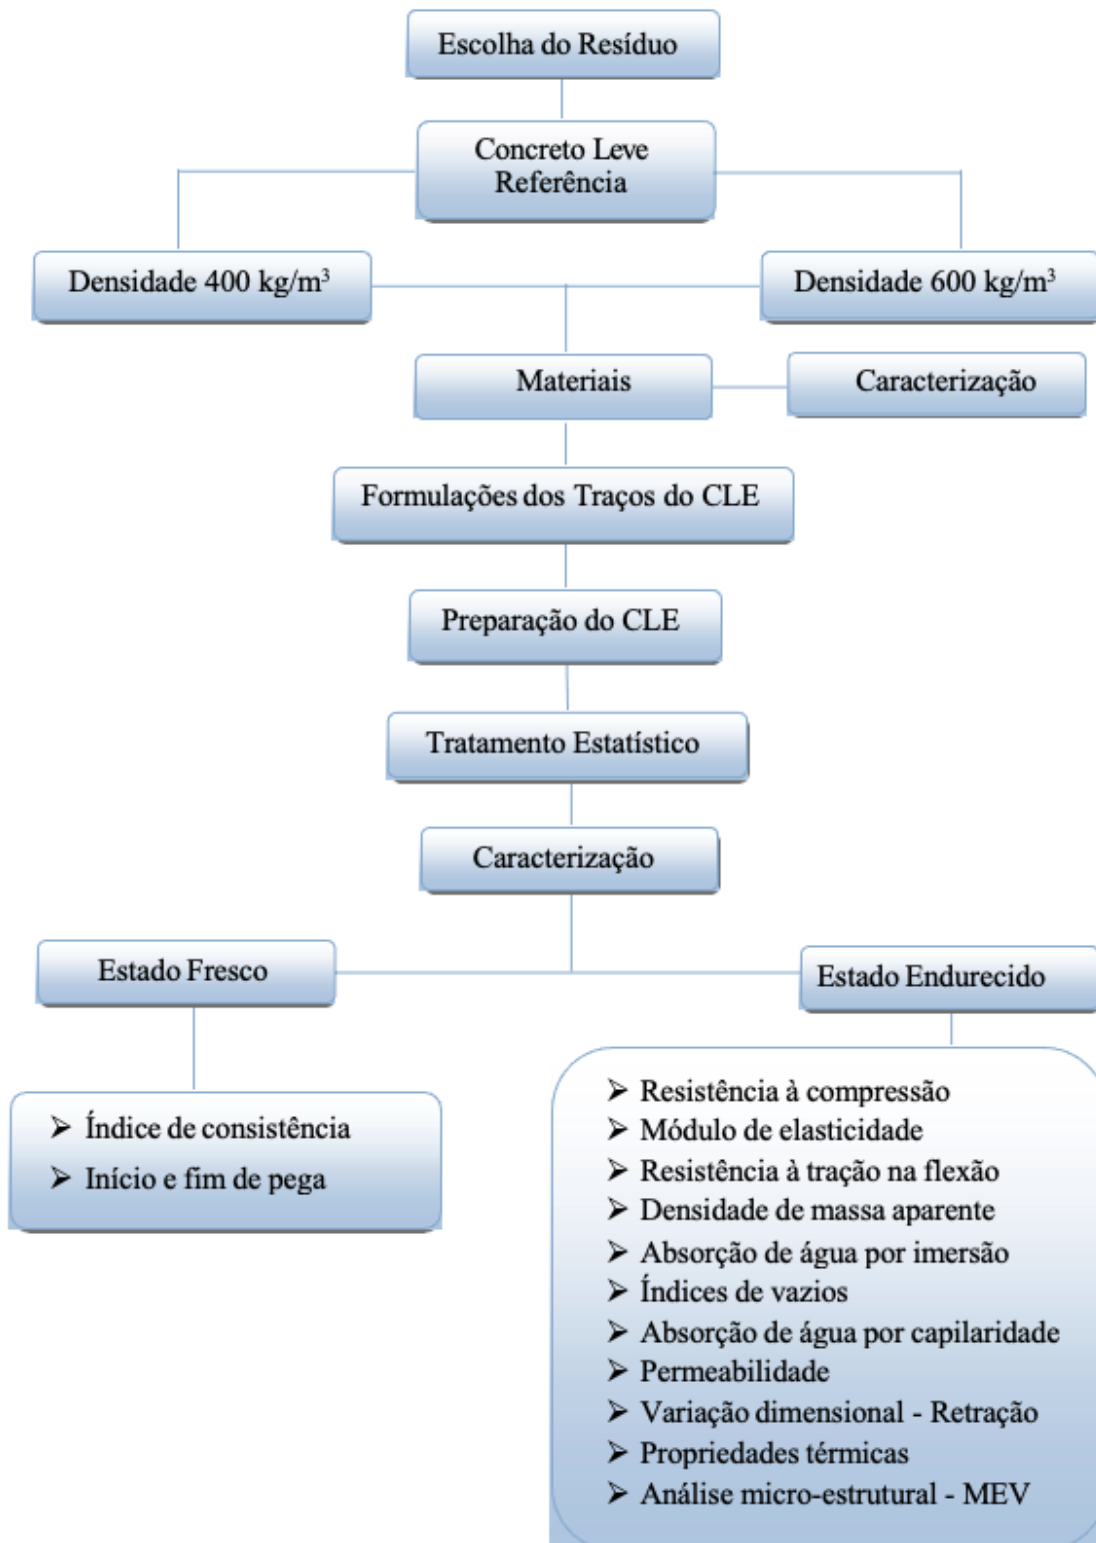 Escolha do Resíduo
Concreto Leve
Referência
Densidade 400 kg/m³
Densidade 600 kg/m³
Materiais
Caracterização
Formulações dos Traços do CLE
Preparação do CLE
Tratamento Estatístico
Caracterização
Estado Fresco
Estado Endurecido
➢ Índice de consistência
➢ Início e fim de pega
➢ Resistência à compressão
➢ Módulo de elasticidade
➢ Resistência à tração na flexão
➢ Densidade de massa aparente
➢ Absorção de água por imersão
➢ Índices de vazios
➢ Absorção de água por capilaridade
➢ Permeabilidade
➢ Variação dimensional - Retração
➢ Propriedades térmicas
➢ Análise micro-estrutural - MEV